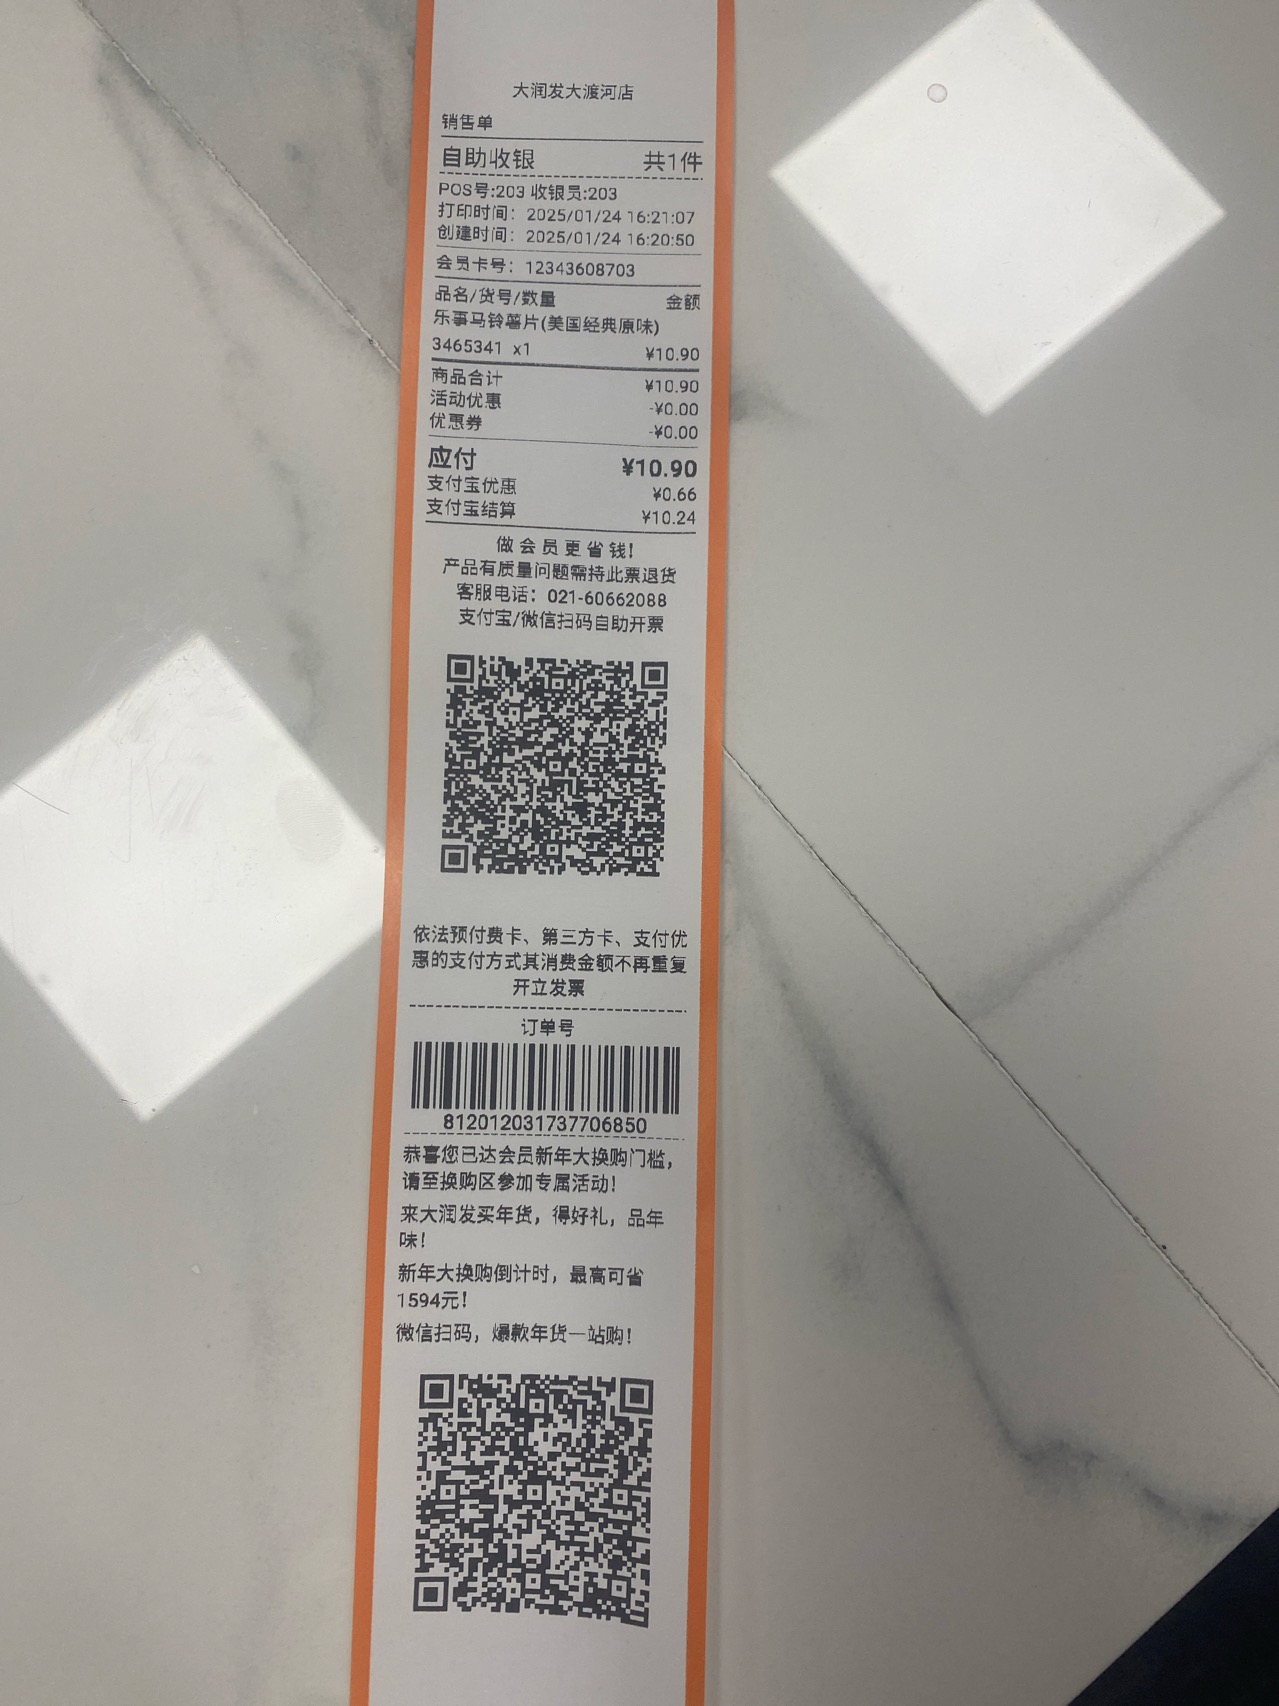 大润发大渡河店
销售单
自助收银 共1件
POS号:203 收银员:203
打印时间：2025/01/24 16:21:07
创建时间：2025/01/24 16:20:50
会员卡号：12343608703
品名/货号/数量 金额
乐事马铃薯片(美国经典原味)
3465341 x1 ¥10.90
商品合计 ¥10.90
活动优惠 -¥0.00
优惠券 -¥0.00
应付 ¥10.90
支付宝优惠 ¥0.66
支付宝结算 ¥10.24
做会员更省钱!
产品有质量问题需持此票退货
客服电话：021-60662088
支付宝/微信扫码自助开票
依法预付费卡、第三方卡、支付优
惠的支付方式其消费金额不再重复
开立发票
订单号
812012031737706850
恭喜您已达会员新年大换购门槛，
请至换购区参加专属活动！
来大润发买年货，得好礼，品年
味！
新年大换购倒计时，最高可省
1594元！
微信扫码，爆款年货一站购！